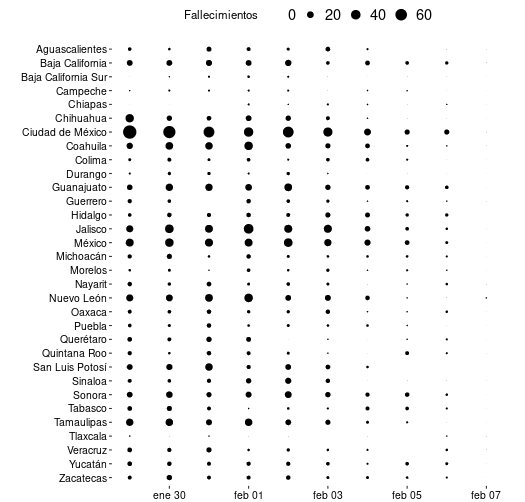 Fallecimientos 0 20 40 60
Aguascalientes
Baja California
Baja California Sur
Campeche
Chiapas
Chihuahua
Ciudad de México
Coahuila
Colima
Durango
Guanajuato
Guerrero
Hidalgo
Jalisco
México
Michoacán
Morelos
Nayarit
Nuevo León
Oaxaca
Puebla
Querétaro
Quintana Roo
San Luis Potosí
Sinaloa
Sonora
Tabasco
Tamaulipas
Tlaxcala
Veracruz
Yucatán
Zacatecas
ene 30 feb 01 feb 03 feb 05 feb 07